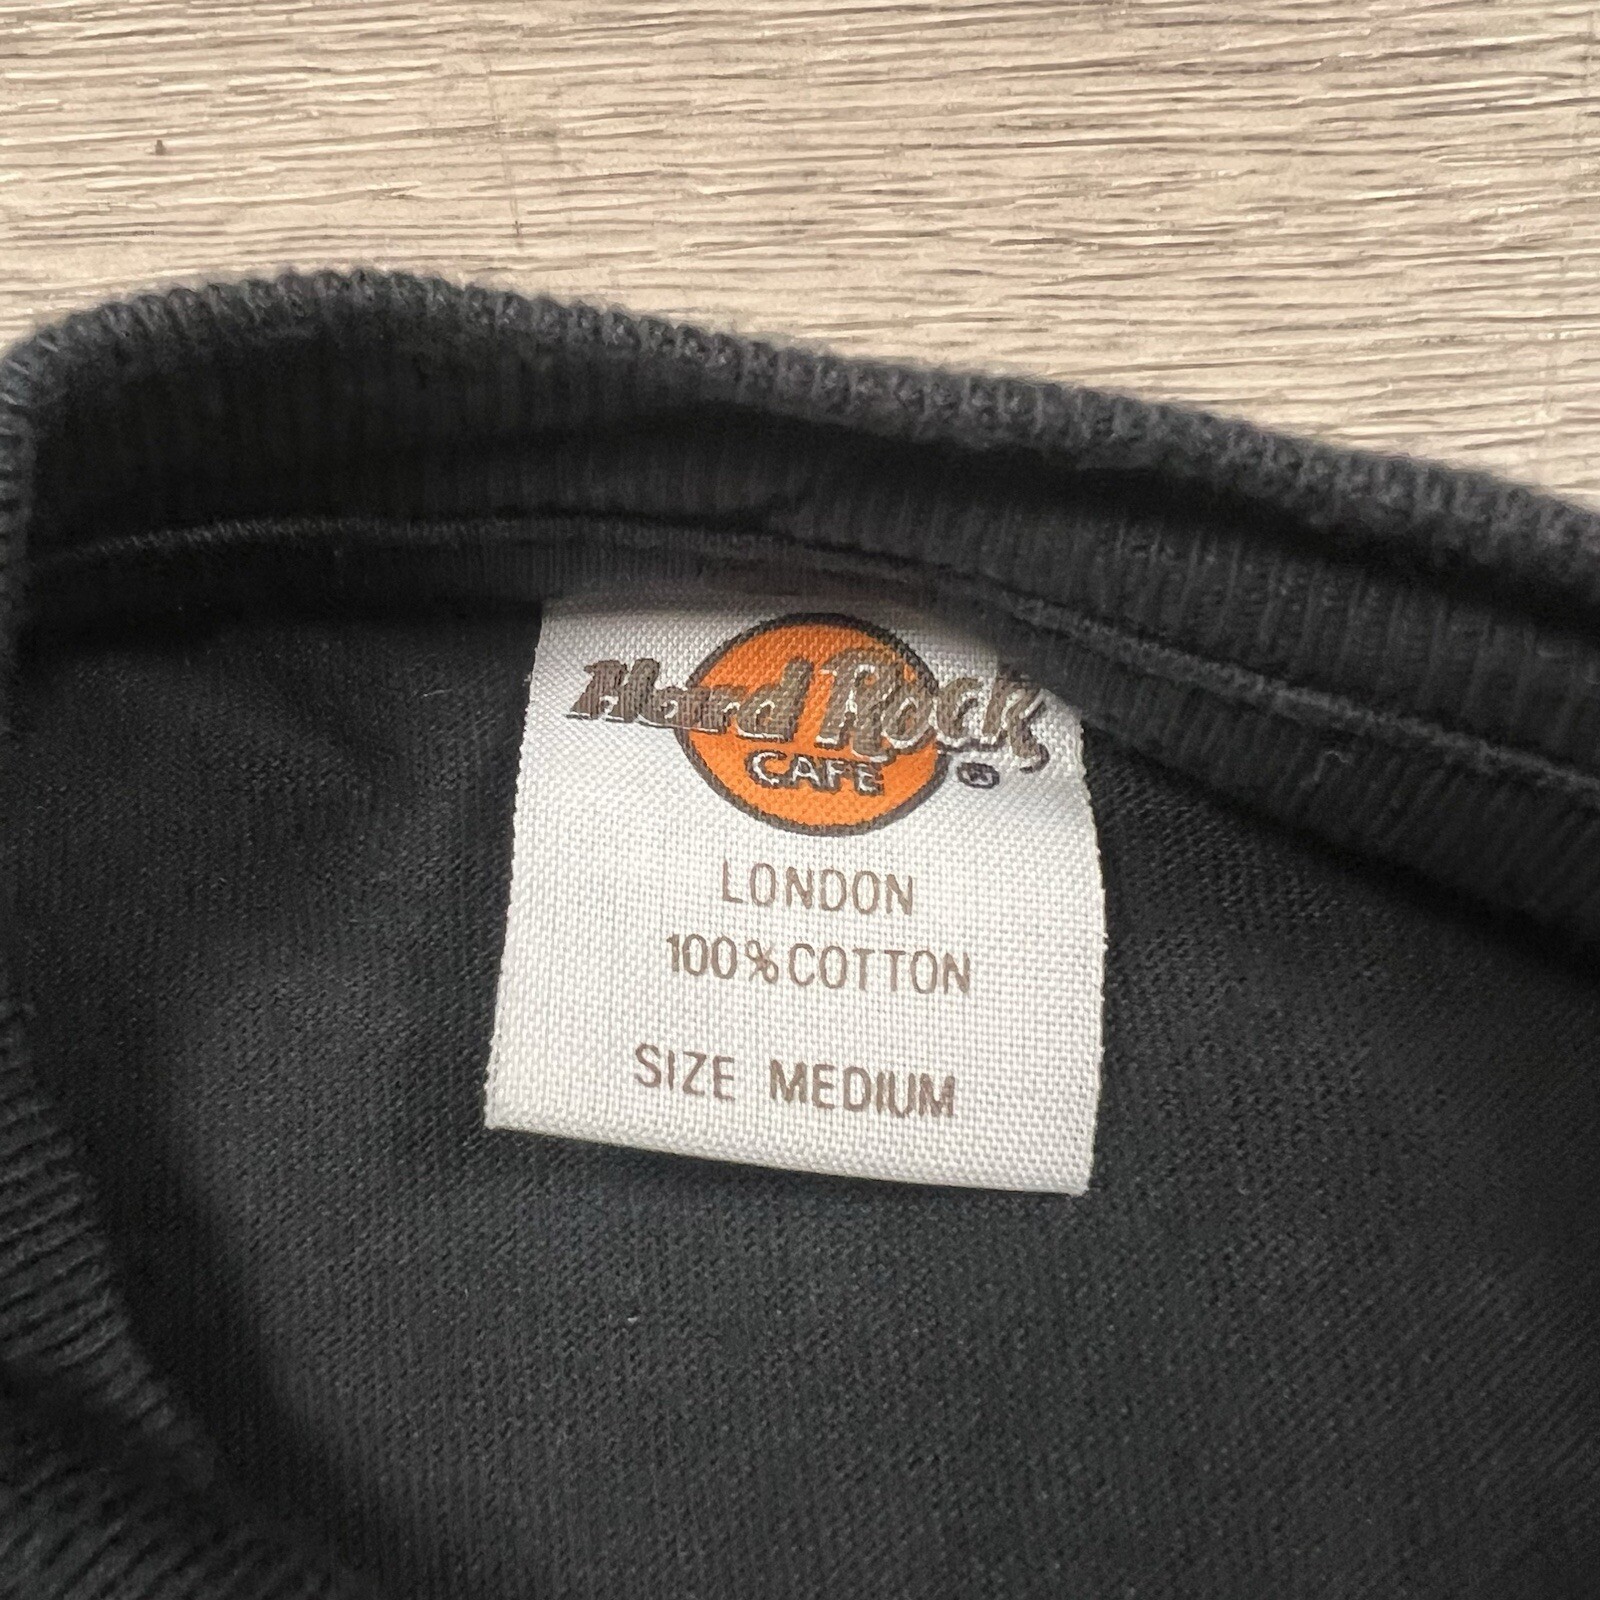 Hard Rock
CAFE ®
LONDON
100% COTTON
SIZE MEDIUM